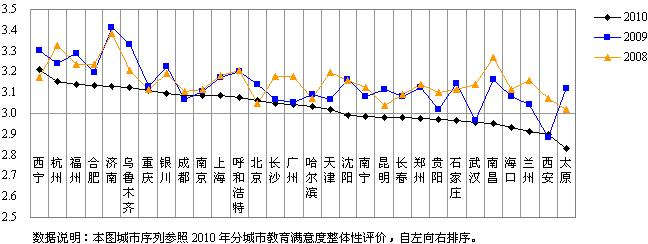 3.5
3.4
3.3
3.2
3.1
3.0
2.9
2.8
2.7
2.6
2.5
2010
2009
2008
西宁
杭州
福州
合肥
济南
乌鲁木齐
重庆
银川
成都
南京
上海
呼和浩特
北京
长沙
广州
哈尔滨
天津
沈阳
南宁
昆明
长春
郑州
贵阳
石家庄
武汉
南昌
海口
兰州
西安
太原
数据说明：本图城市序列参照 2010 年分城市教育满意度整体性评价，自左向右排序。